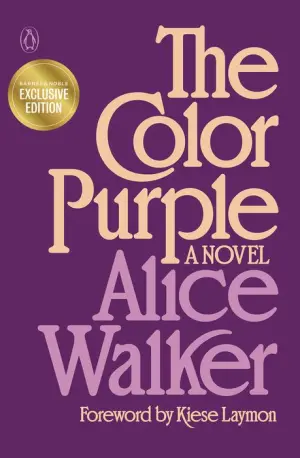 BARNES & NOBLE
EXCLUSIVE
EDITION
The
Color
Purple
A NOVEL
Alice
Walker
Foreword by Kiese Laymon